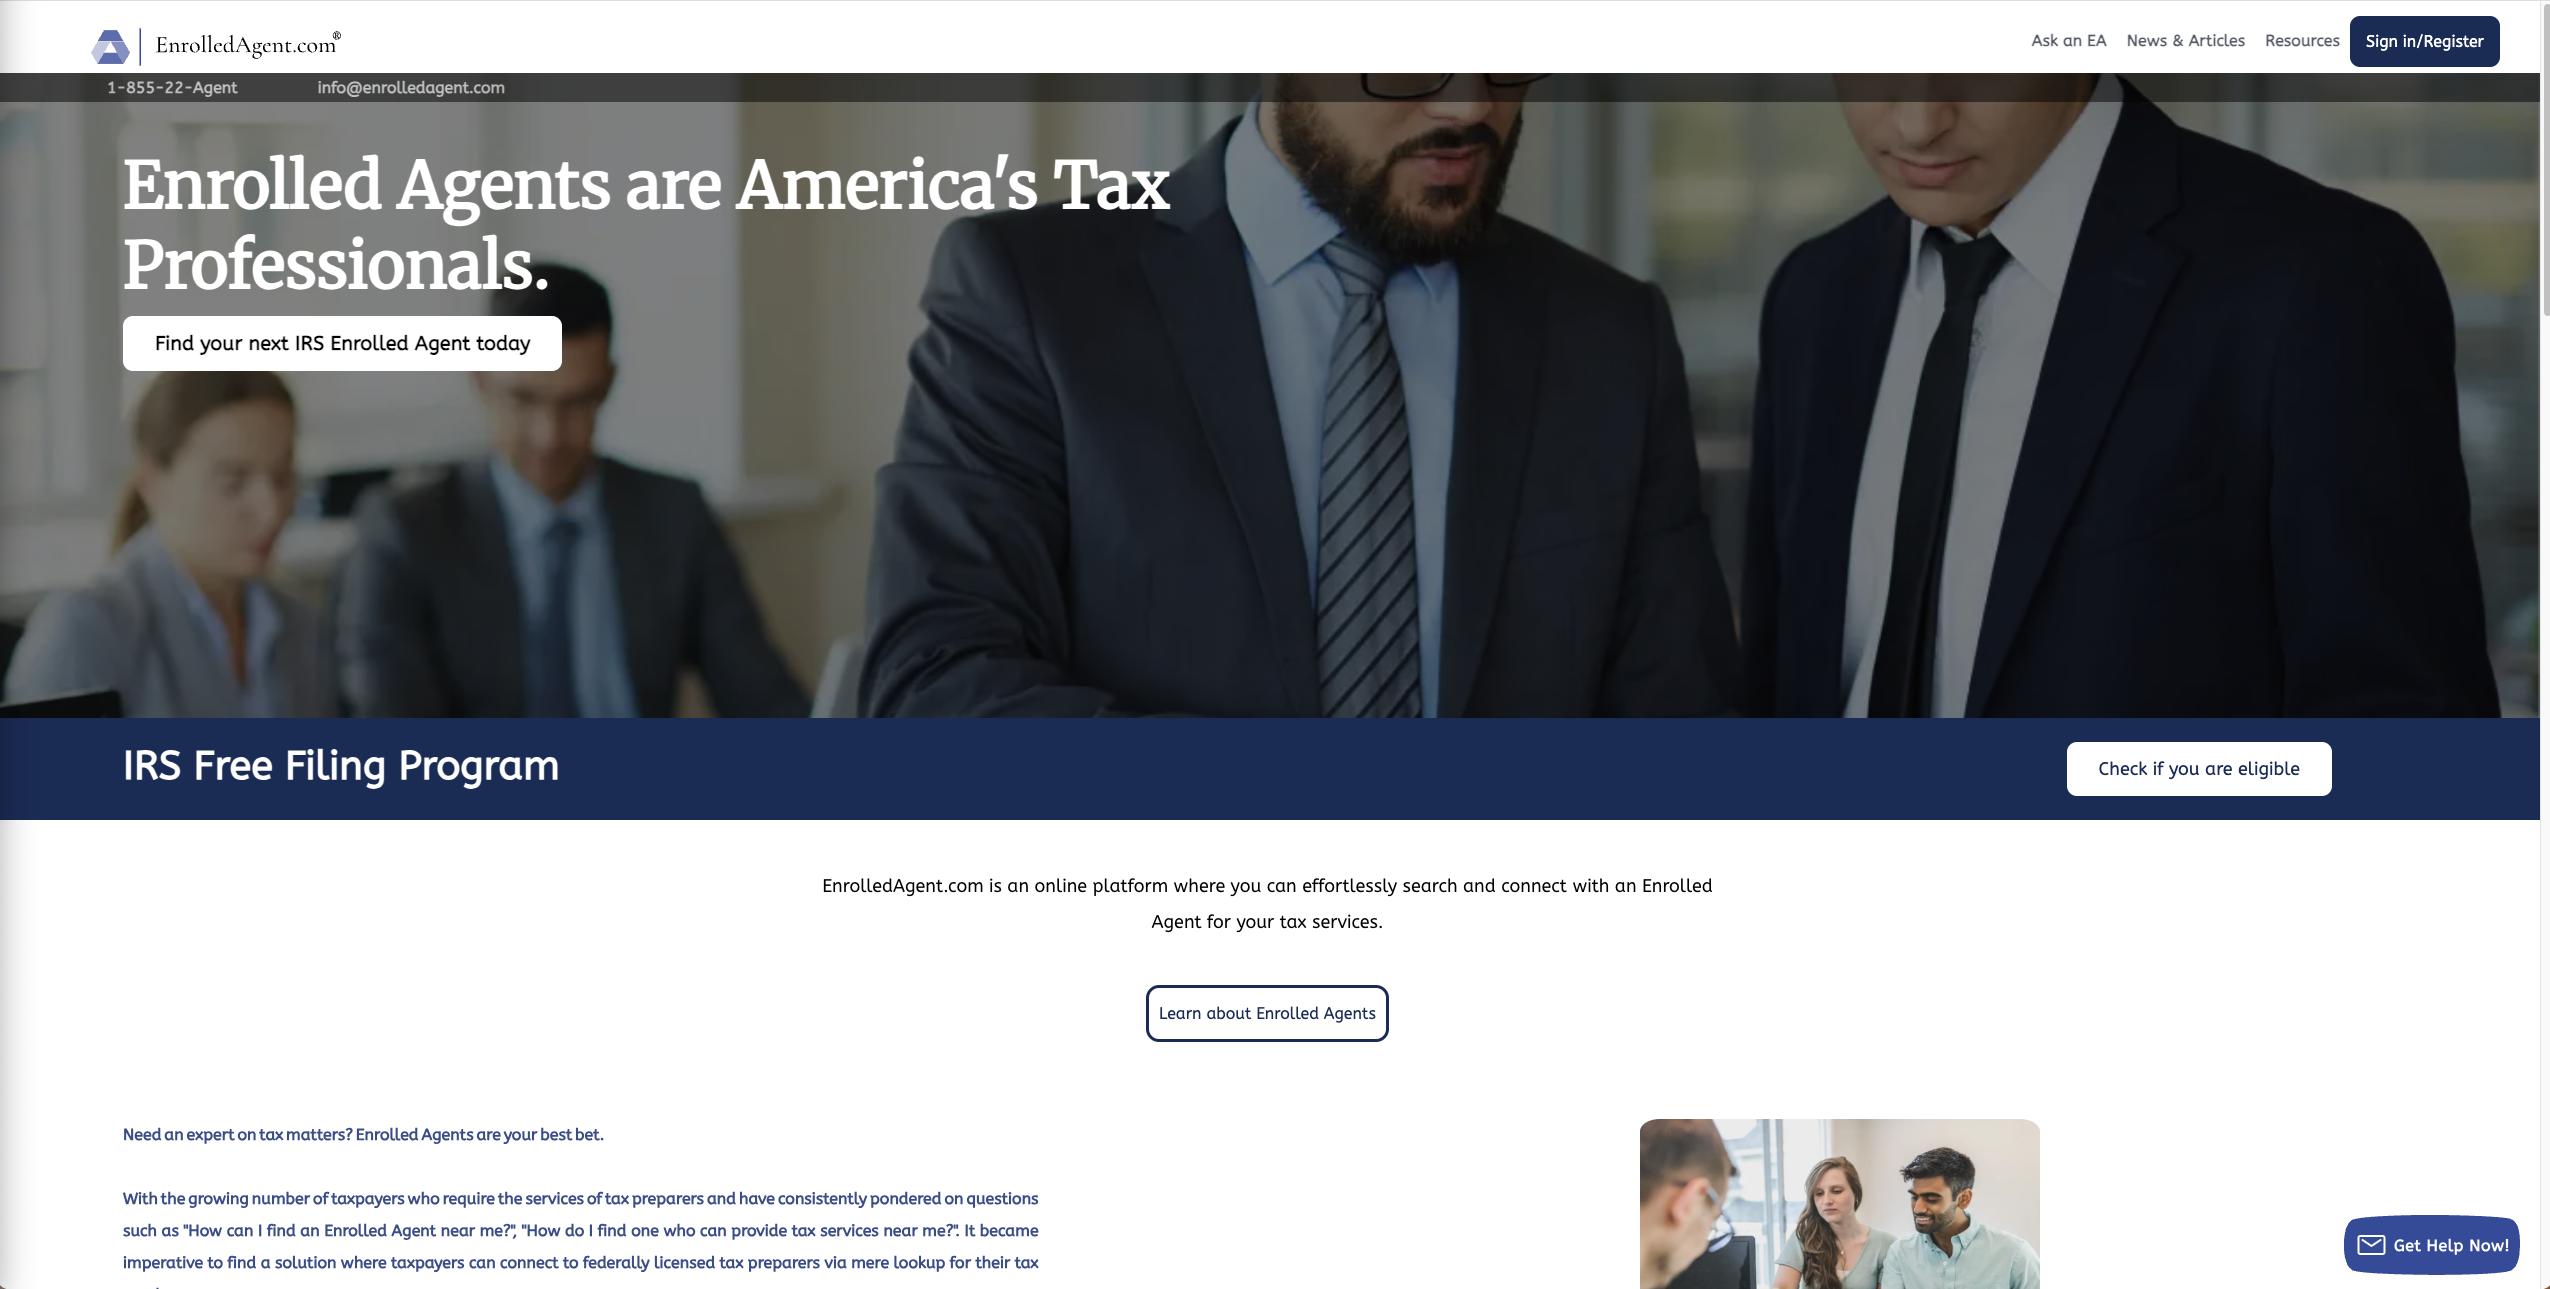 EnrolledAgent.com®
Ask an EA News & Articles Resources Sign in/Register
1-855-22-Agent info@enrolledagent.com
Enrolled Agents are America's Tax
Professionals.
Find your next IRS Enrolled Agent today
IRS Free Filing Program
Check if you are eligible
EnrolledAgent.com is an online platform where you can effortlessly search and connect with an Enrolled
Agent for your tax services.
Learn about Enrolled Agents
Need an expert on tax matters? Enrolled Agents are your best bet.
With the growing number of taxpayers who require the services of tax preparers and have consistently pondered on questions
such as "How can I find an Enrolled Agent near me?", "How do I find one who can provide tax services near me?". It became
imperative to find a solution where taxpayers can connect to federally licensed tax preparers via mere lookup for their tax
Get Help Now!